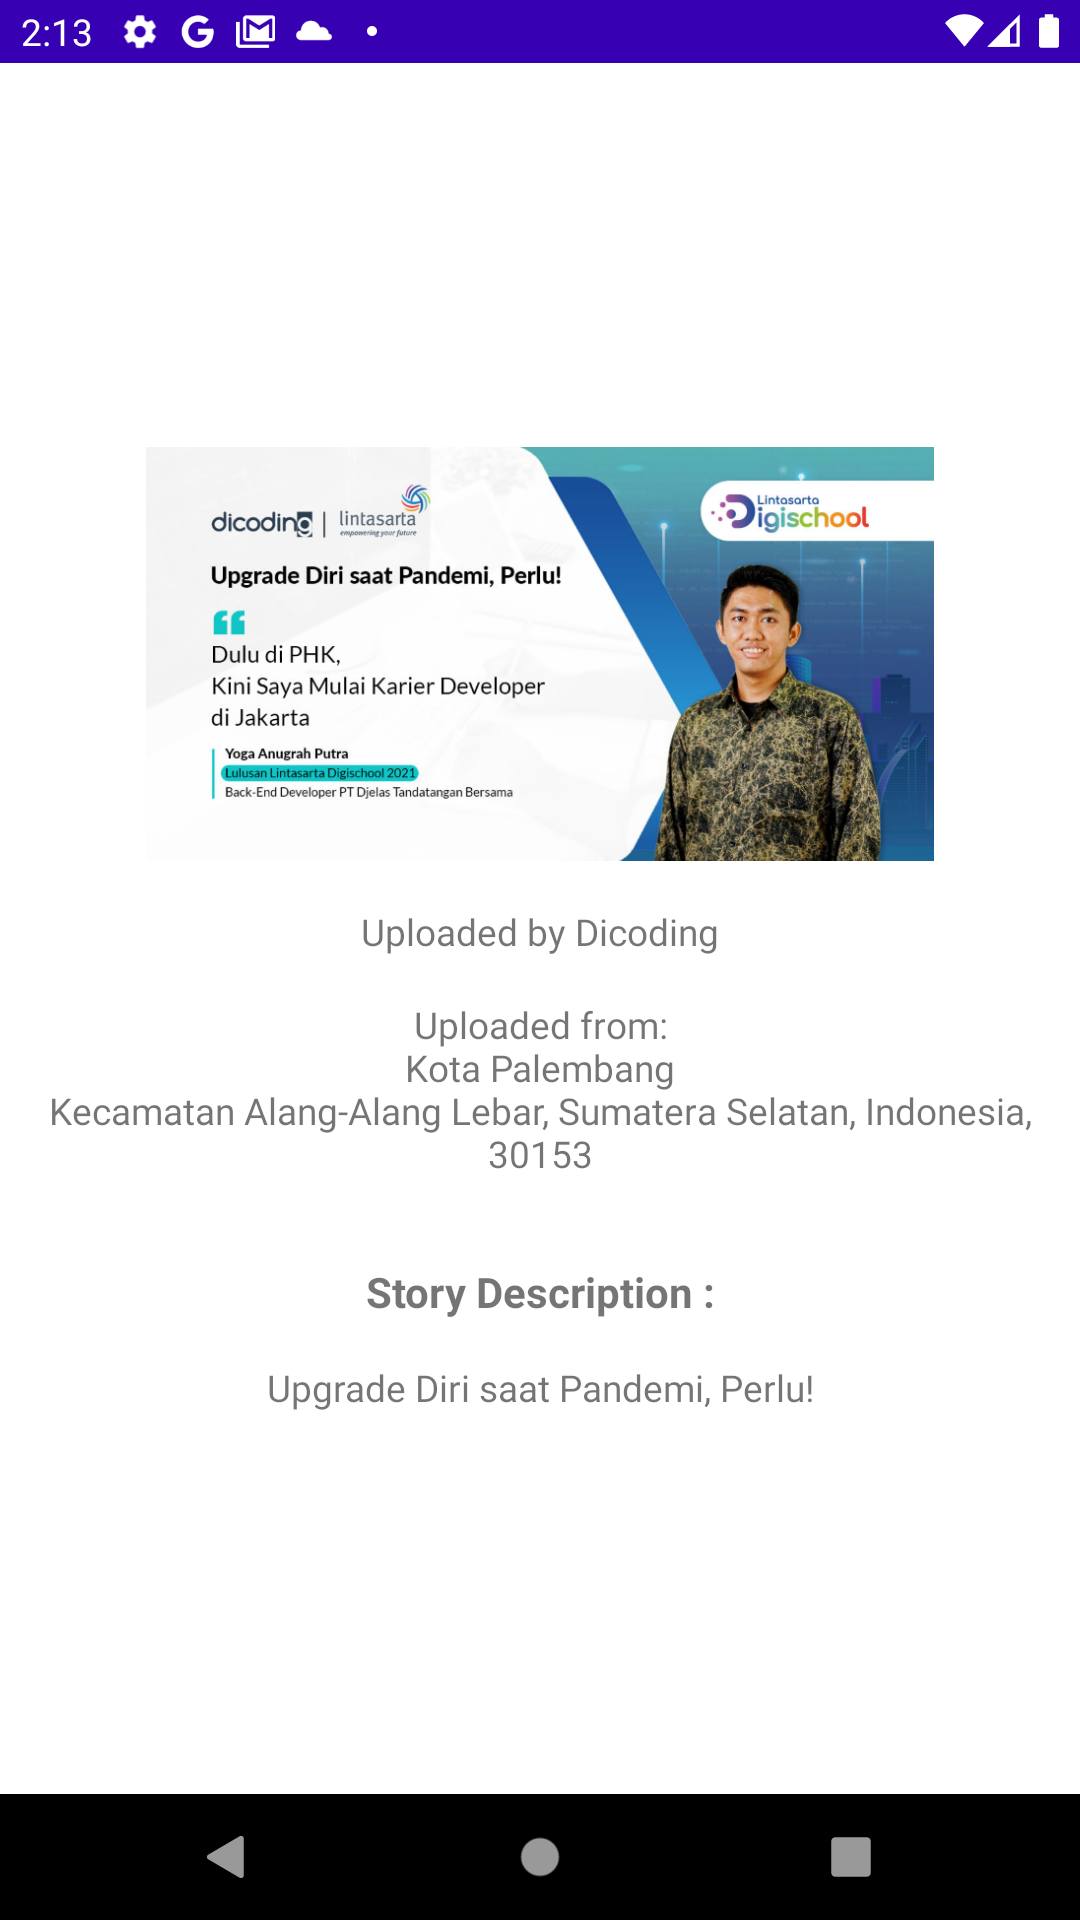 2:13
dicoding | lintasarta
empowering your future
Lintasarta
Digischool
Upgrade Diri saat Pandemi, Perlu!
“
Dulu di PHK,
Kini Saya Mulai Karier Developer
di Jakarta
Yoga Anugrah Putra
Lulusan Lintasarta Digischool 2021
Back-End Developer PT Djelas Tandatangan Bersama
Uploaded by Dicoding
Uploaded from:
Kota Palembang
Kecamatan Alang-Alang Lebar, Sumatera Selatan, Indonesia,
30153
Story Description :
Upgrade Diri saat Pandemi, Perlu!